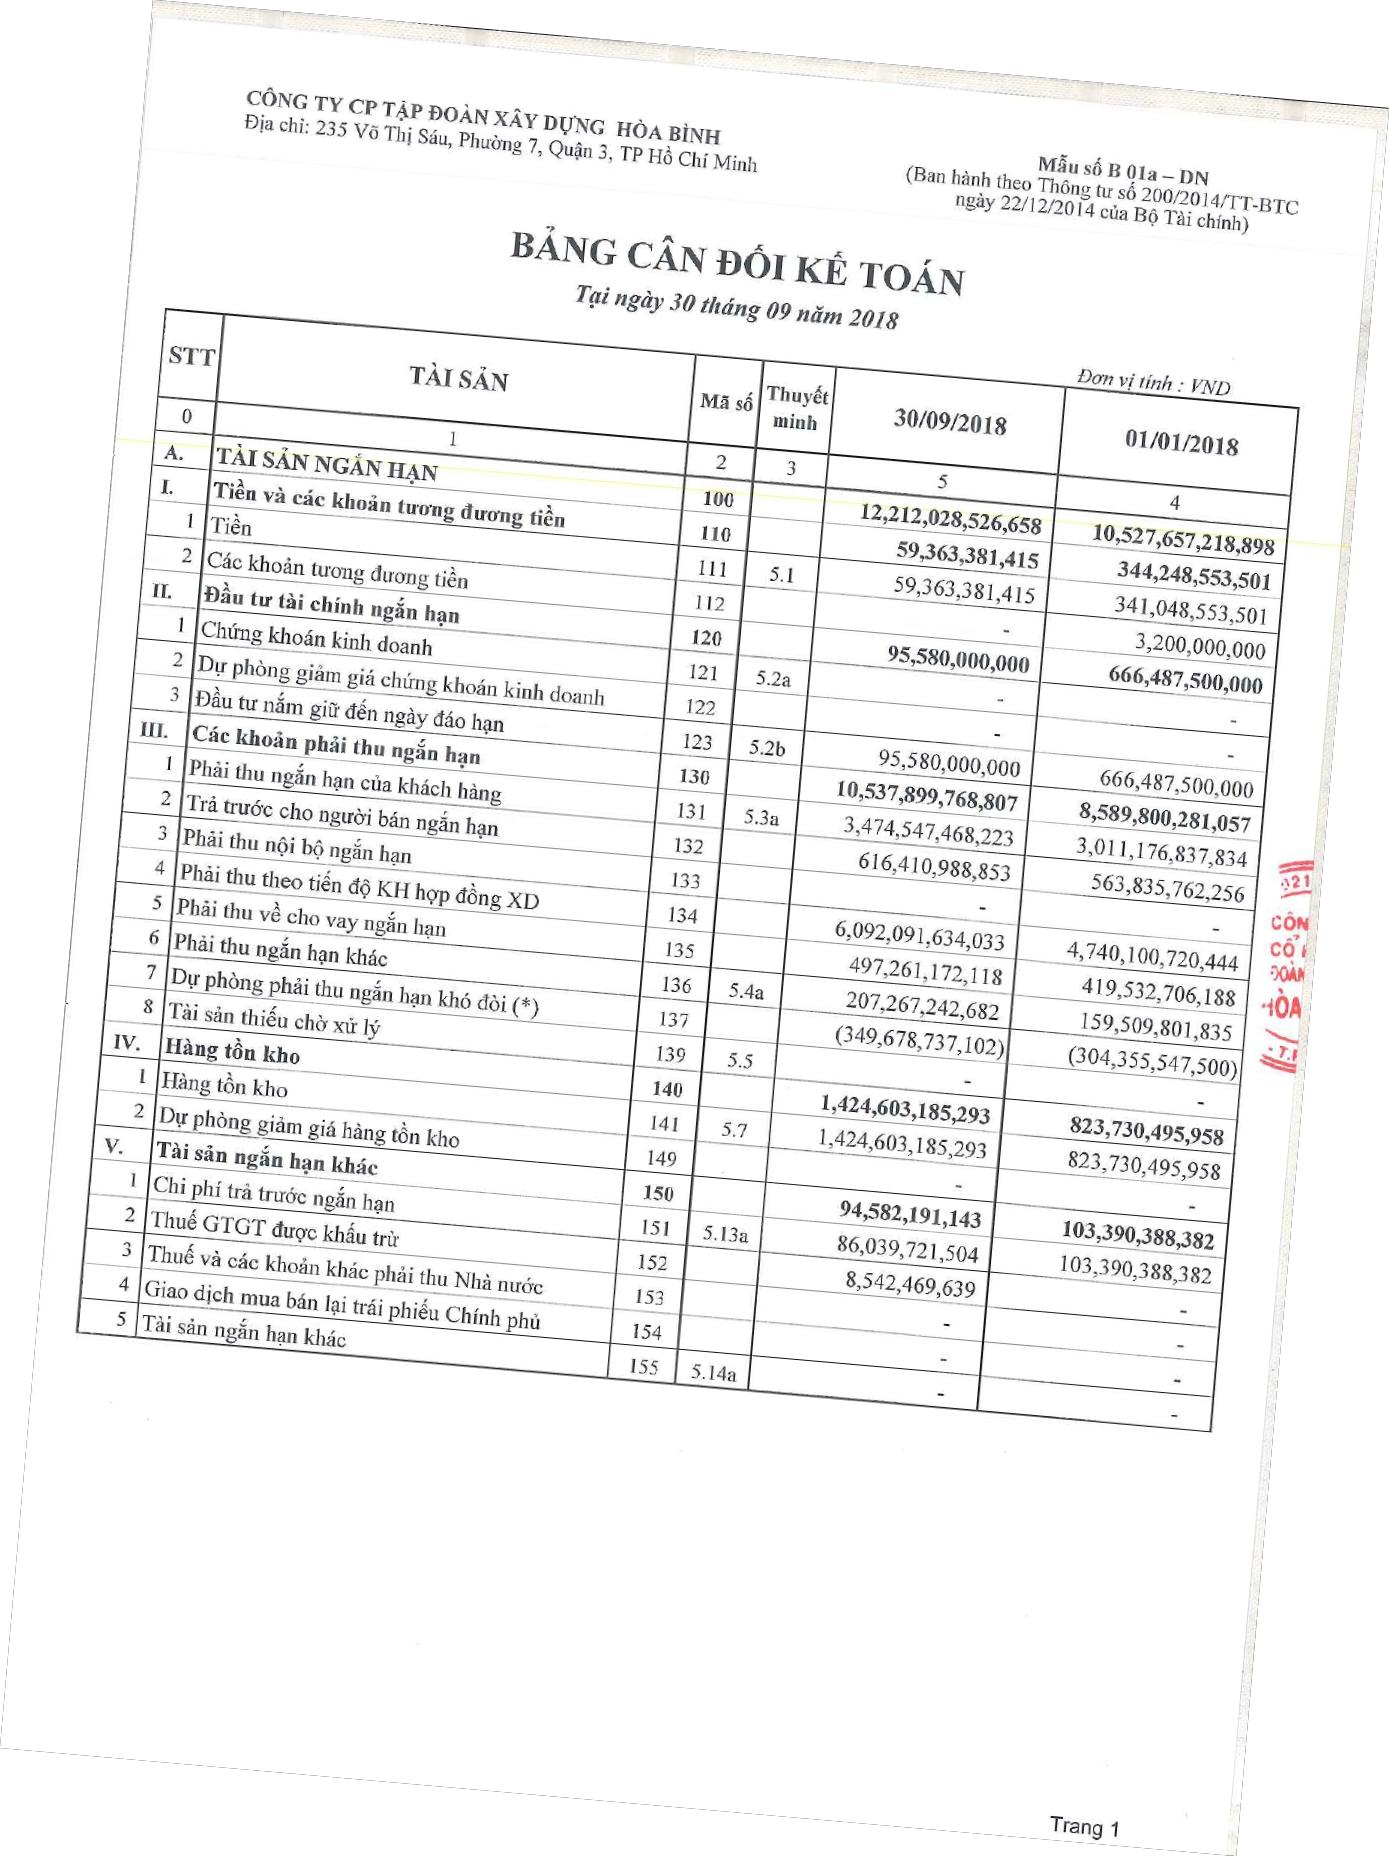 CÔNG TY CP TẬP ĐOÀN XÂY DỰNG HÒA BÌNH
Địa chỉ: 235 Võ Thị Sáu, Phường 7, Quận 3, TP Hồ Chí Minh
Mẫu số B 01a – DN
(Ban hành theo Thông tư số 200/2014/TT-BTC
ngày 22/12/2014 của Bộ Tài chính)
BẢNG CÂN ĐỐI KẾ TOÁN
Tại ngày 30 tháng 09 năm 2018
Đơn vị tính : VND
STT TÀI SẢN Mã số Thuyết minh 30/09/2018 01/01/2018
0 1 2 3 5 4
A. TÀI SẢN NGẮN HẠN 100 12,212,028,526,658 10,527,657,218,898
I. Tiền và các khoản tương đương tiền 110 59,363,381,415 344,248,553,501
1 Tiền 111 5.1 59,363,381,415 341,048,553,501
2 Các khoản tương đương tiền 112 - 3,200,000,000
II. Đầu tư tài chính ngắn hạn 120 95,580,000,000 666,487,500,000
1 Chứng khoán kinh doanh 121 5.2a - -
2 Dự phòng giảm giá chứng khoán kinh doanh 122 - -
3 Đầu tư nắm giữ đến ngày đáo hạn 123 5.2b 95,580,000,000 666,487,500,000
III. Các khoản phải thu ngắn hạn 130 10,537,899,768,807 8,589,800,281,057
1 Phải thu ngắn hạn của khách hàng 131 5.3a 3,474,547,468,223 3,011,176,837,834
2 Trả trước cho người bán ngắn hạn 132 616,410,988,853 563,835,762,256
3 Phải thu nội bộ ngắn hạn 133 - -
4 Phải thu theo tiến độ KH hợp đồng XD 134 6,092,091,634,033 4,740,100,720,444
5 Phải thu về cho vay ngắn hạn 135 497,261,172,118 419,532,706,188
6 Phải thu ngắn hạn khác 136 5.4a 207,267,242,682 159,509,801,835
7 Dự phòng phải thu ngắn hạn khó đòi (*) 137 (349,678,737,102) (304,355,547,500)
8 Tài sản thiếu chờ xử lý 139 5.5 - -
IV. Hàng tồn kho 140 1,424,603,185,293 823,730,495,958
1 Hàng tồn kho 141 5.7 1,424,603,185,293 823,730,495,958
2 Dự phòng giảm giá hàng tồn kho 149 - -
V. Tài sản ngắn hạn khác 150 94,582,191,143 103,390,388,382
1 Chi phí trả trước ngắn hạn 151 5.13a 86,039,721,504 103,390,388,382
2 Thuế GTGT được khấu trừ 152 8,542,469,639 -
3 Thuế và các khoản khác phải thu Nhà nước 153 - -
4 Giao dịch mua bán lại trái phiếu Chính phủ 154 - -
5 Tài sản ngắn hạn khác 155 5.14a - -
CÔN
CỔ
ĐOÀN
HÒA
Trang 1